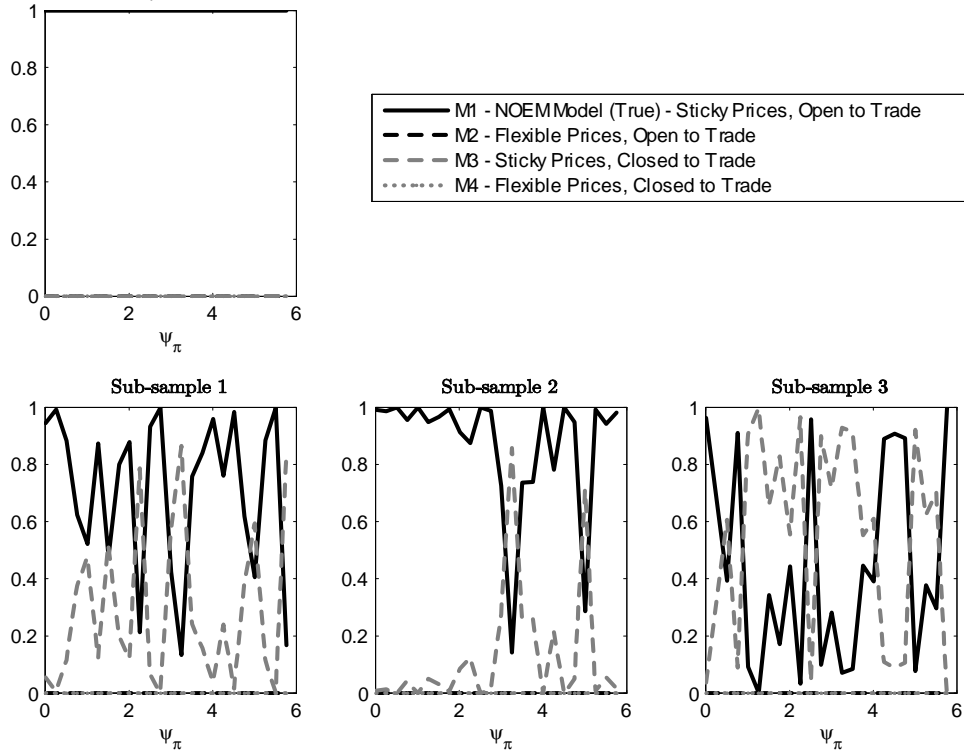 1
0.8
0.6
0.4
0.2
0
0 2 4 6
ψπ
M1 - NOEM Model (True) - Sticky Prices, Open to Trade
M2 - Flexible Prices, Open to Trade
M3 - Sticky Prices, Closed to Trade
M4 - Flexible Prices, Closed to Trade
Sub-sample 1
1
0.8
0.6
0.4
0.2
0
0 2 4 6
ψπ
Sub-sample 2
1
0.8
0.6
0.4
0.2
0
0 2 4 6
ψπ
Sub-sample 3
1
0.8
0.6
0.4
0.2
0
0 2 4 6
ψπ